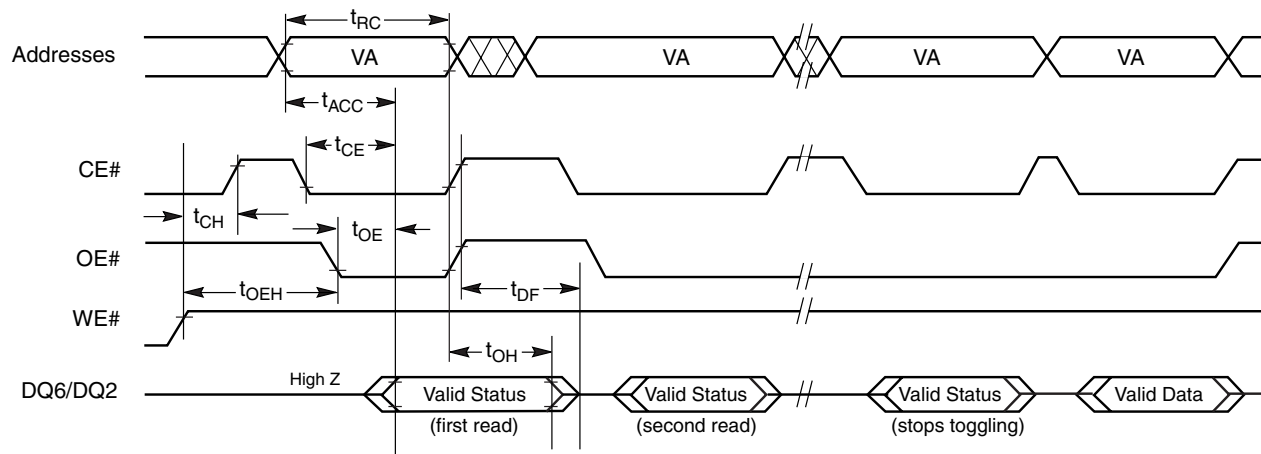 tRC
Addresses VA VA VA VA
tACC
tCE
CE#
tCH
tOE
OE#
tOEH
tDF
WE#
tOH
High Z
DQ6/DQ2 Valid Status Valid Status Valid Status Valid Data
(first read) (second read) (stops toggling)